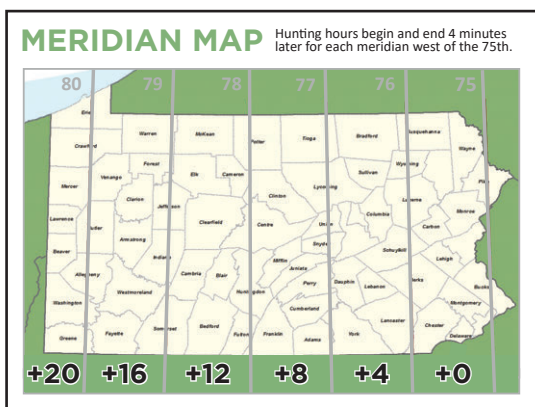 MERIDIAN MAP
Hunting hours begin and end 4 minutes
later for each meridian west of the 75th.
80 79 78 77 76 75
Erie
Warren McKean Tioga Bradford Susquehanna
Crawford Potter Wayne
Forest Wyoming
Venango Elk Cameron Sullivan
Mercer Lycoming
Clarion Clinton
Jefferson Columbia Monroe
Lawrence Clearfield Centre Union
Butler Armstrong Snyder Carbon
Beaver Indiana Schuylkill
Mifflin Lehigh
Allegheny Cambria Blair Juniata
Perry Dauphin Lebanon Berks Bucks
Westmoreland Huntingdon Montgomery
Washington Cumberland
Lancaster
Fayette Somerset Bedford Fulton Franklin York Chester
Greene Adams Delaware
+20 +16 +12 +8 +4 +0